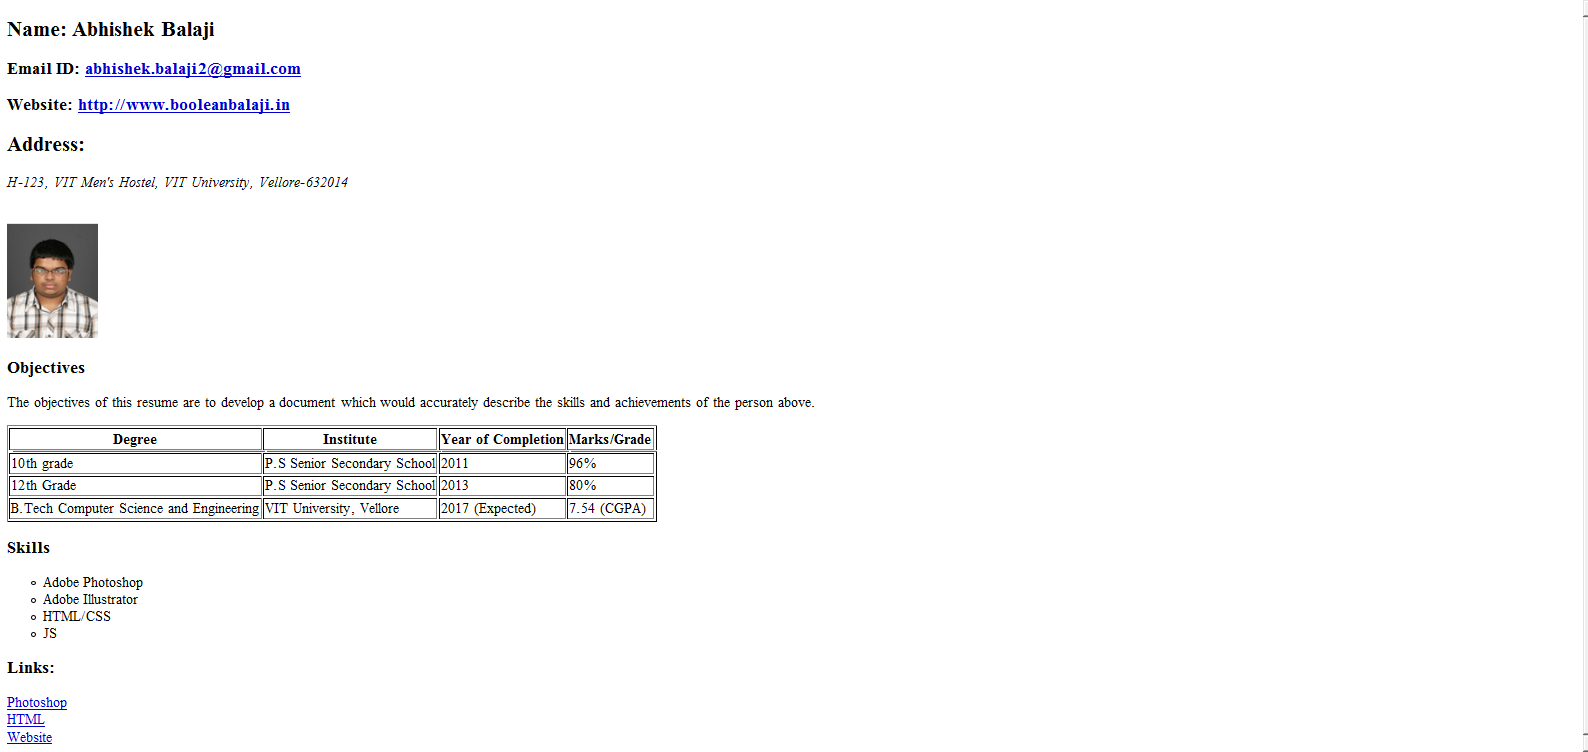 Name: Abhishek Balaji
Email ID: abhishek.balaji2@gmail.com
Website: http://www.booleanbalaji.in
Address:
H-123, VIT Men's Hostel, VIT University, Vellore-632014
Objectives
The objectives of this resume are to develop a document which would accurately describe the skills and achievements of the person above.
Degree Institute Year of Completion Marks/Grade
10th grade P.S Senior Secondary School 2011 96%
12th Grade P.S Senior Secondary School 2013 80%
B.Tech Computer Science and Engineering VIT University, Vellore 2017 (Expected) 7.54 (CGPA)
Skills
Adobe Photoshop
Adobe Illustrator
HTML/CSS
JS
Links:
Photoshop
HTML
Website